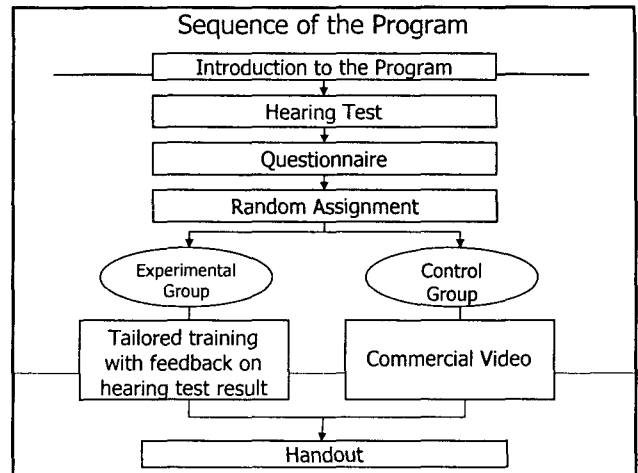 Sequence of the Program
Introduction to the Program
Hearing Test
Questionnaire
Random Assignment
Experimental
Group
Control
Group
Tailored training
with feedback on
hearing test result
Commercial Video
Handout